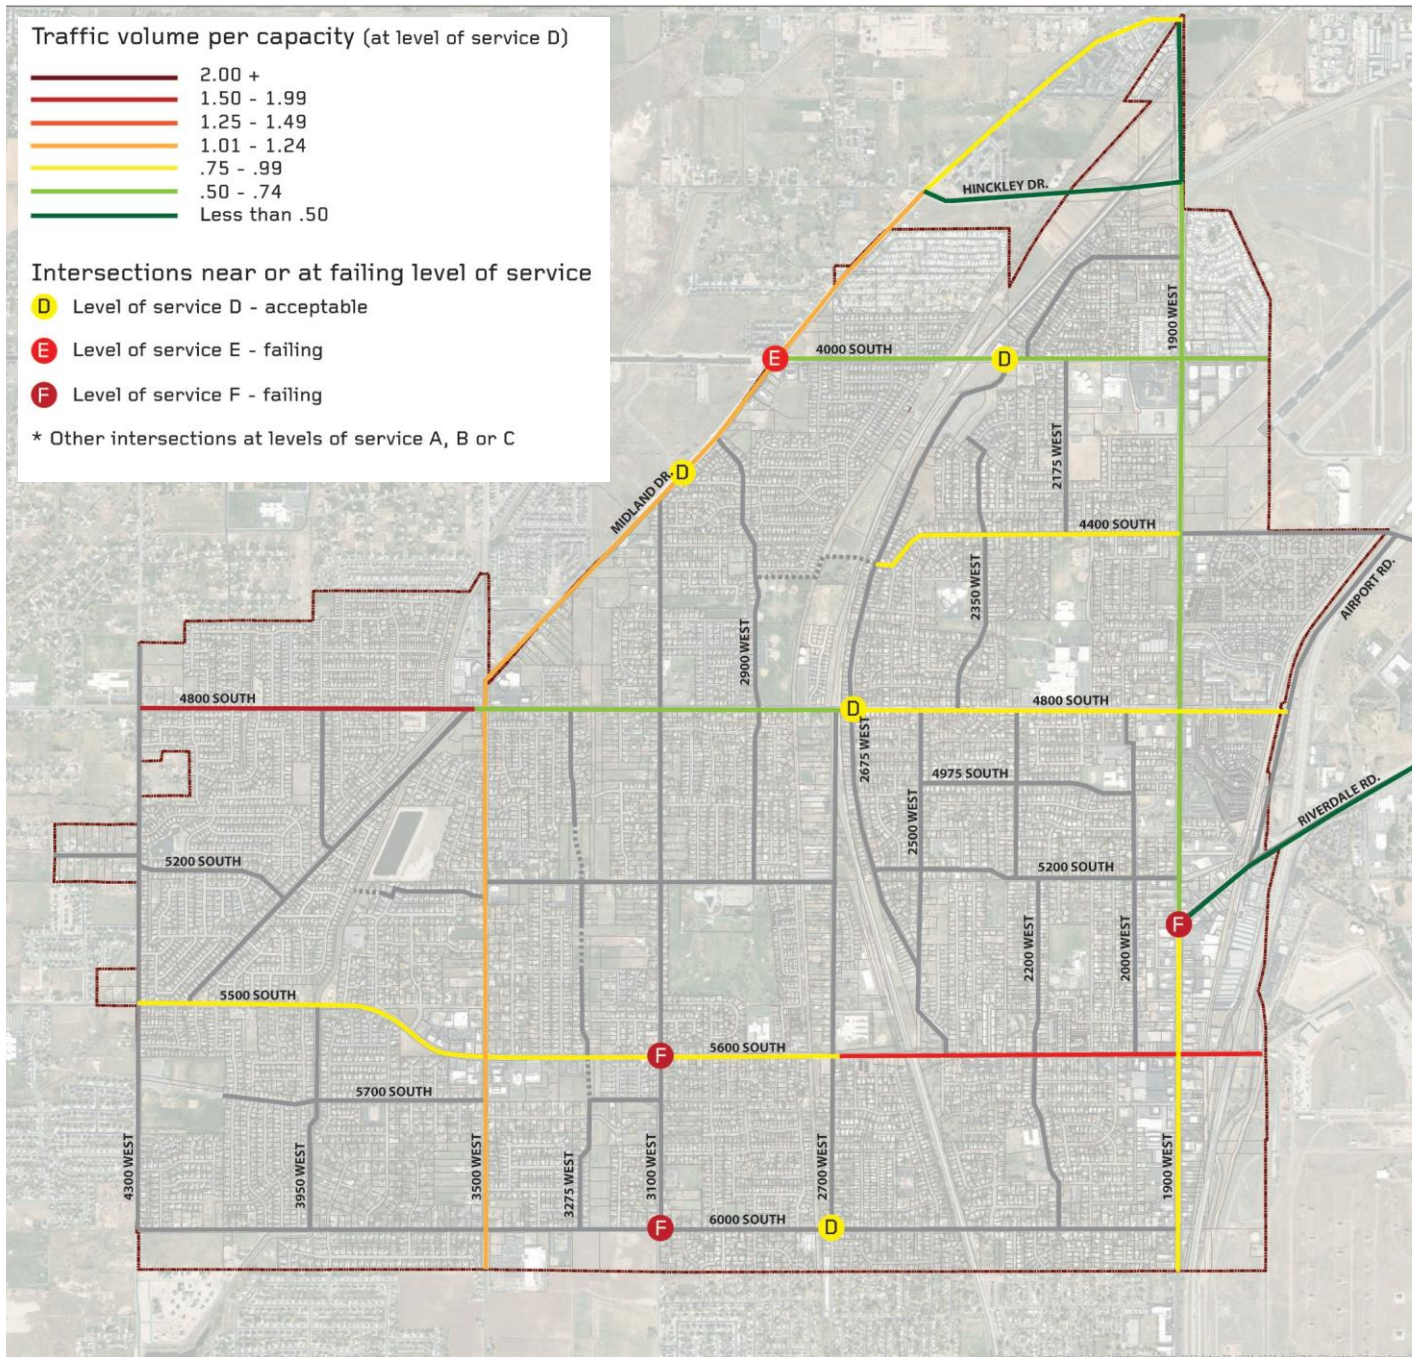 Traffic volume per capacity (at level of service D)
2.00 +
1.50 - 1.99
1.25 - 1.49
1.01 - 1.24
.75 - .99
.50 - .74
Less than .50
Intersections near or at failing level of service
D Level of service D - acceptable
E Level of service E - failing
F Level of service F - failing
* Other intersections at levels of service A, B or C
HINCKLEY DR.
1900 WEST
4000 SOUTH
E
D
2175 WEST
MIDLAND DR.
D
4400 SOUTH
2350 WEST
AIRPORT RD.
2900 WEST
4800 SOUTH
4800 SOUTH
D
2675 WEST
4975 SOUTH
2500 WEST
RIVERDALE RD.
5200 SOUTH
5200 SOUTH
F
2200 WEST
2000 WEST
5500 SOUTH
5600 SOUTH
F
5700 SOUTH
4300 WEST
3950 WEST
3500 WEST
3275 WEST
3100 WEST
2700 WEST
1900 WEST
6000 SOUTH
F
D